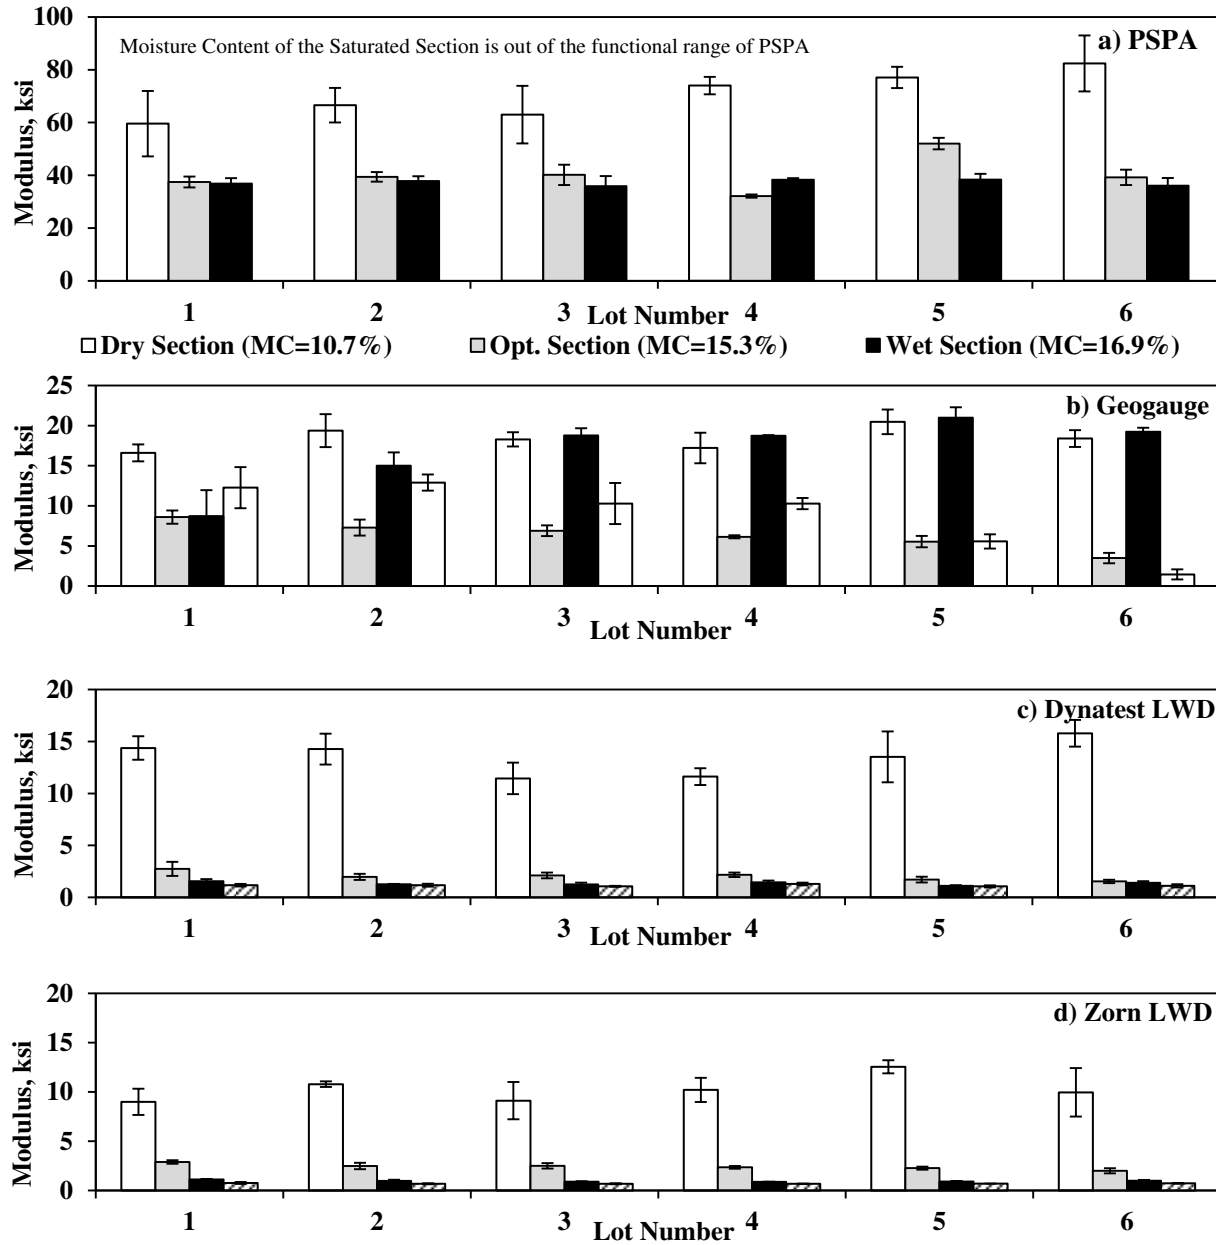 100
80
60
40
20
0
Modulus, ksi
Moisture Content of the Saturated Section is out of the functional range of PSPA
a) PSPA
1 2 3 4 5 6
Lot Number
Dry Section (MC=10.7%) Opt. Section (MC=15.3%) Wet Section (MC=16.9%)
25
20
15
10
5
0
Modulus, ksi
b) Geogauge
1 2 3 4 5 6
Lot Number
20
15
10
5
0
Modulus, ksi
c) Dynatest LWD
1 2 3 4 5 6
Lot Number
20
15
10
5
0
Modulus, ksi
d) Zorn LWD
1 2 3 4 5 6
Lot Number